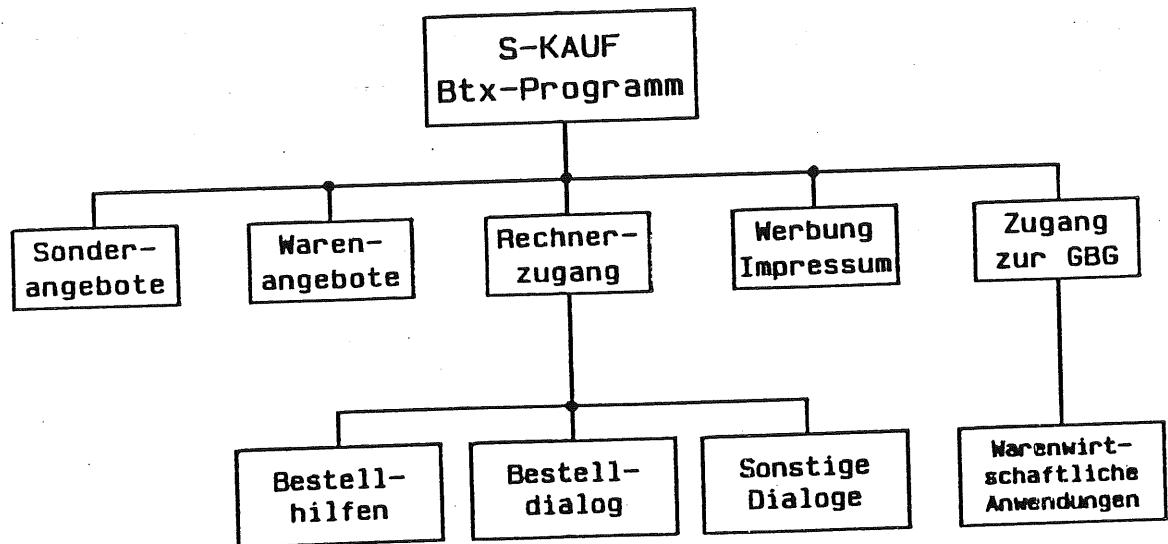 S-KAUF
Btx-Programm
Sonder-
angebote
Waren-
angebote
Rechner-
zugang
Werbung
Impressum
Zugang
zur GBG
Bestell-
hilfen
Bestell-
dialog
Sonstige
Dialoge
Warenwirt-
schaftliche
Anwendungen